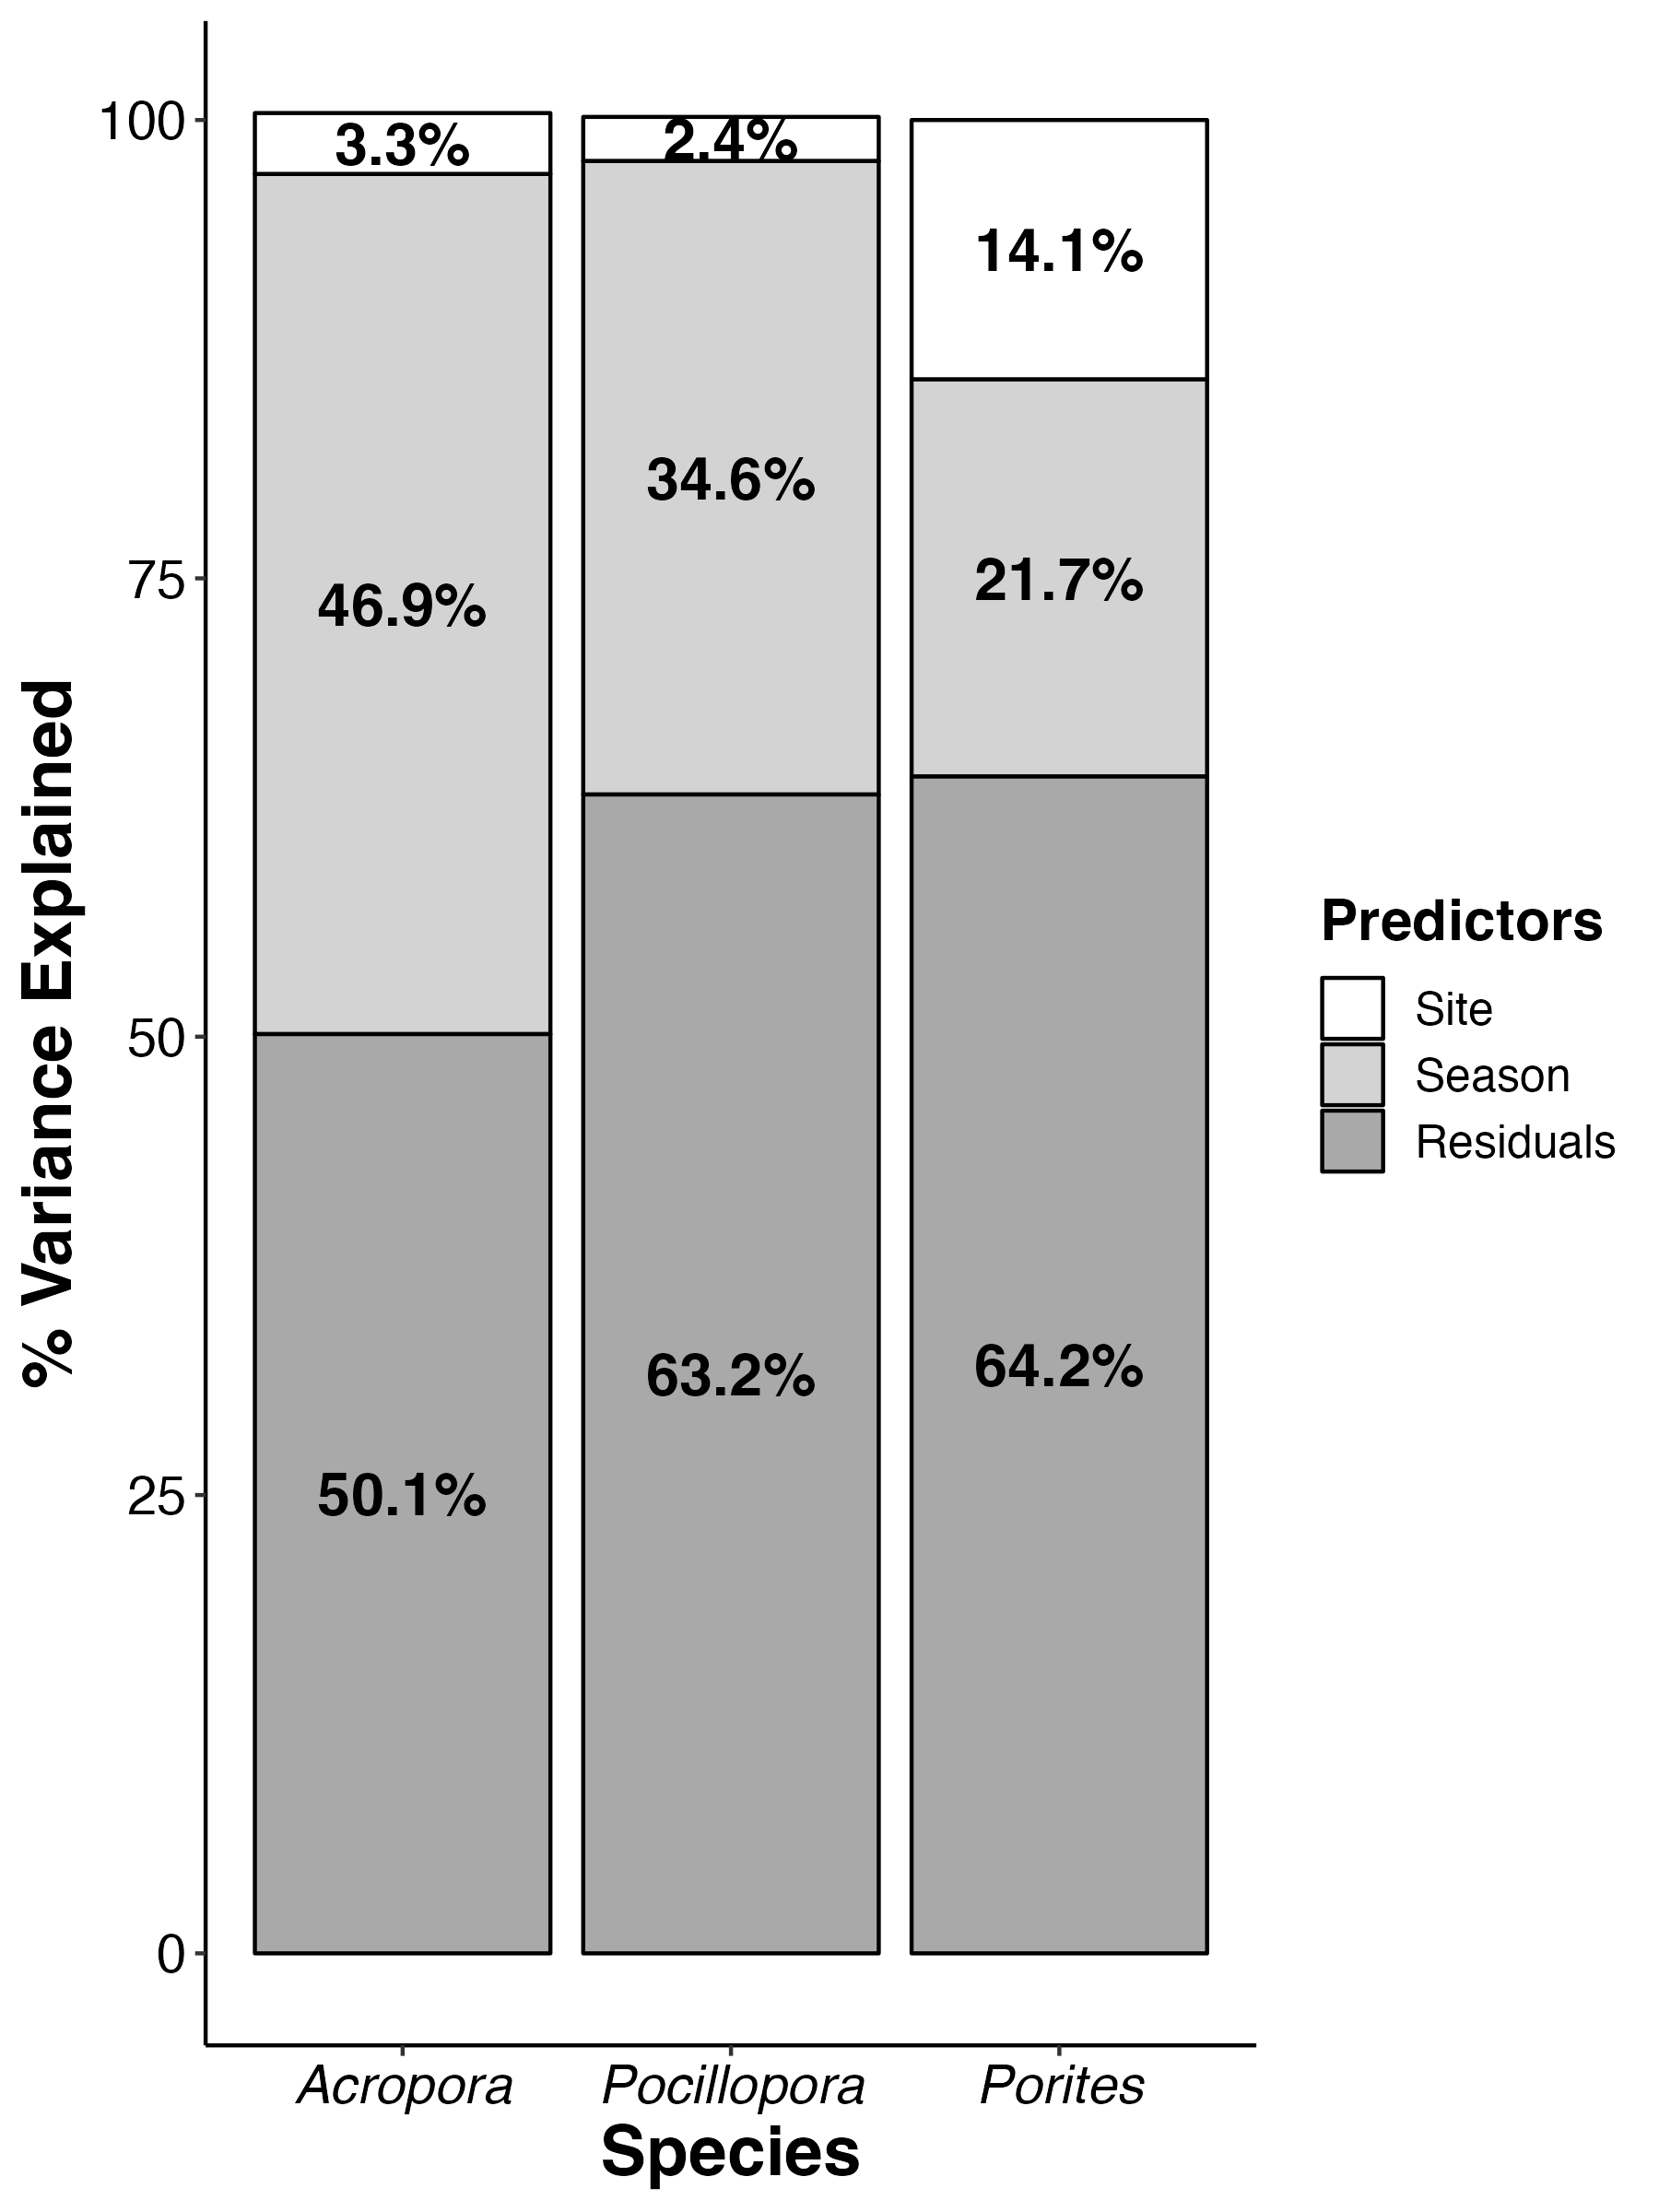 100
75
50
25
0
% Variance Explained
3.3%
2.4%
14.1%
46.9%
34.6%
21.7%
50.1%
63.2%
64.2%
Acropora Pocillopora Porites
Species
Predictors
Site
Season
Residuals